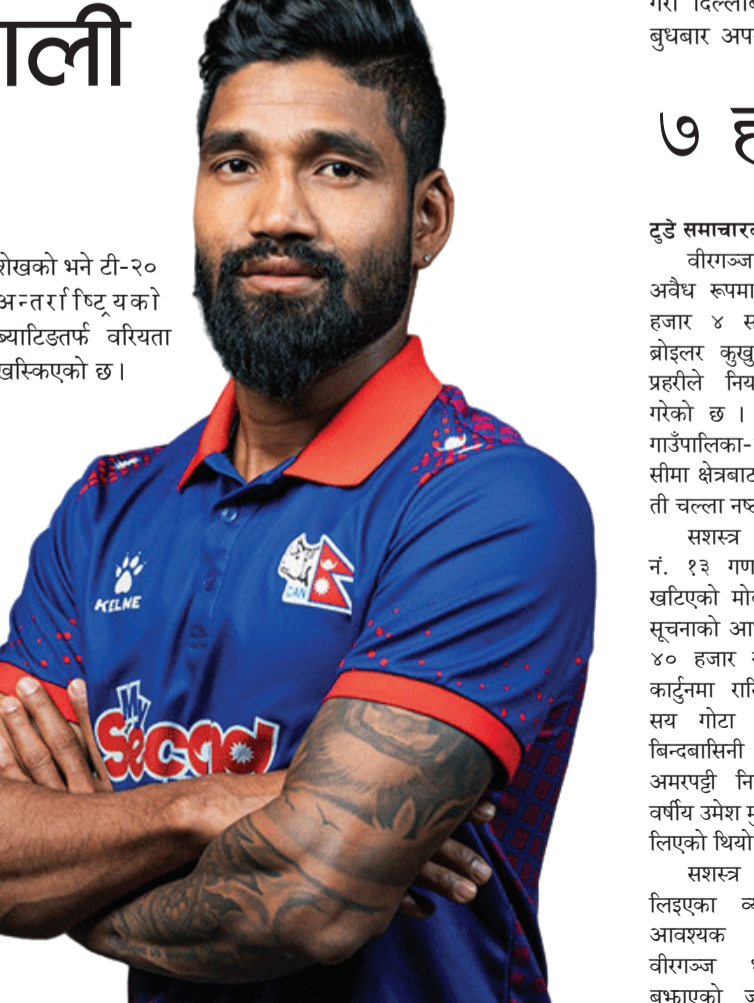 ाली
शेखको भने टी-२०
अन्तर्राष्ट्रियको
ब्याटिङतर्फ वरियता
खस्किएको छ।
KELME
CAN
My
Second
बुधबार अप
७ ह
टुडे समाचार
वीरगञ्ज
अवैध रूपमा
हजार ४ स
ब्रोइलर कुखु
प्रहरीले निय
गरेको छ ।
गाउँपालिका-
सीमा क्षेत्रबाट
ती चल्ला नष्
सशस्त्र
नं. १३ गण
खटिएको मो
सूचनाको आ
४० हजार
कार्टुनमा राि
सय गोटा
बिन्दबासिनी
अमरपट्टी नि
वर्षीय उमेश मु
लिएको थियो
सशस्त्र
लिइएका व्य
आवश्यक
वीरगञ्ज
बुझाएको ज